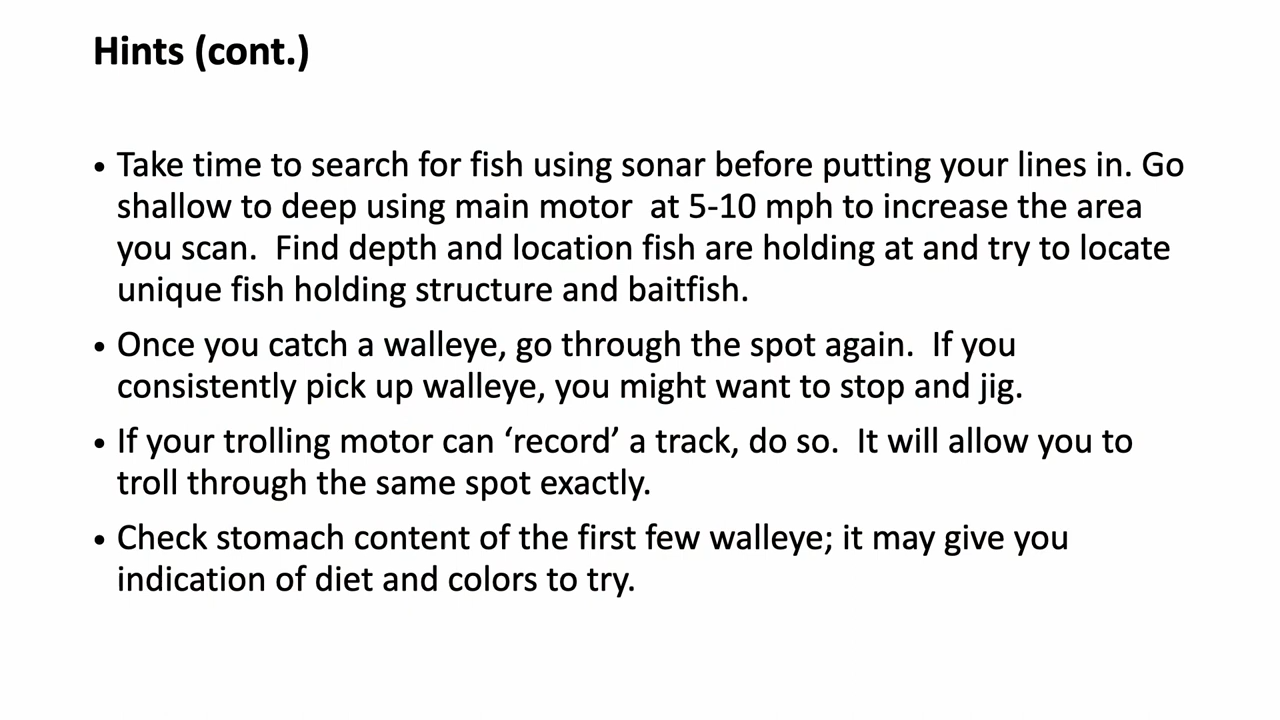 Hints (cont.)
• Take time to search for fish using sonar before putting your lines in. Go
shallow to deep using main motor  at 5-10 mph to increase the area
you scan.  Find depth and location fish are holding at and try to locate
unique fish holding structure and baitfish.
• Once you catch a walleye, go through the spot again.  If you
consistently pick up walleye, you might want to stop and jig.
• If your trolling motor can ‘record’ a track, do so.  It will allow you to
troll through the same spot exactly.
• Check stomach content of the first few walleye; it may give you
indication of diet and colors to try.